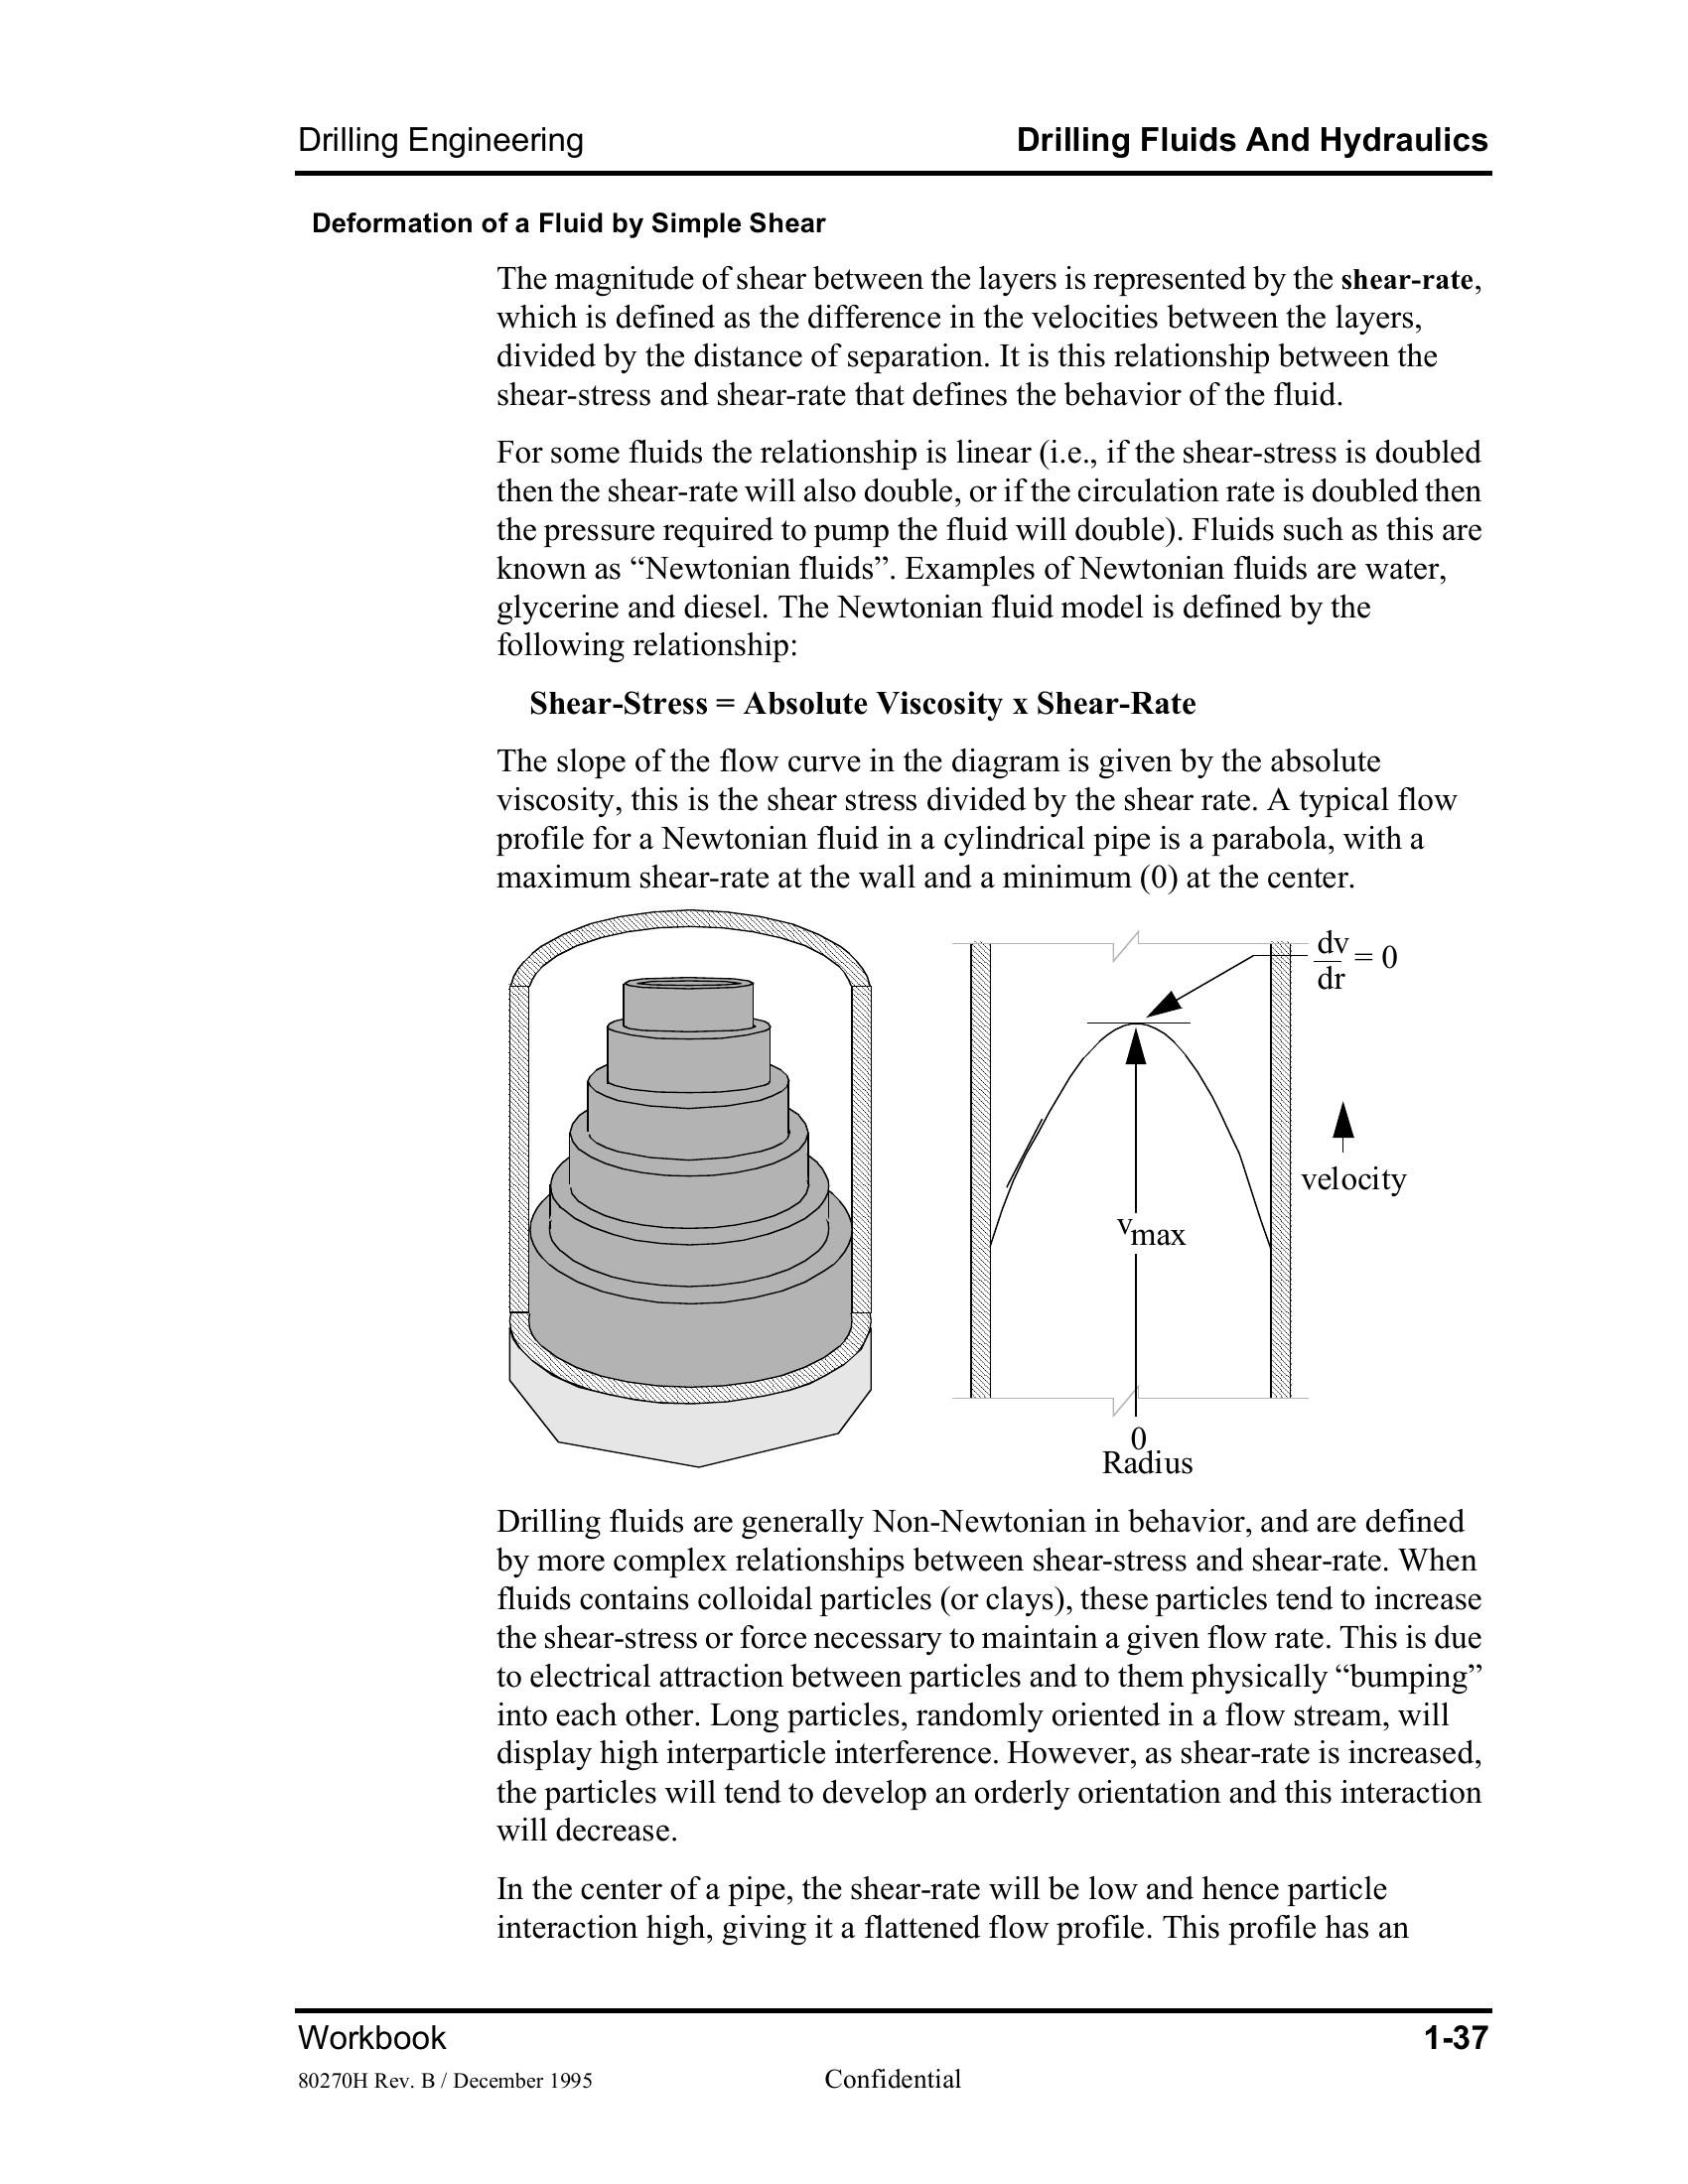 Drilling Engineering Drilling Fluids And Hydraulics
Deformation of a Fluid by Simple Shear
The magnitude of shear between the layers is represented by the shear-rate,
which is defined as the difference in the velocities between the layers,
divided by the distance of separation. It is this relationship between the
shear-stress and shear-rate that defines the behavior of the fluid.
For some fluids the relationship is linear (i.e., if the shear-stress is doubled
then the shear-rate will also double, or if the circulation rate is doubled then
the pressure required to pump the fluid will double). Fluids such as this are
known as “Newtonian fluids”. Examples of Newtonian fluids are water,
glycerine and diesel. The Newtonian fluid model is defined by the
following relationship:
Shear-Stress = Absolute Viscosity x Shear-Rate
The slope of the flow curve in the diagram is given by the absolute
viscosity, this is the shear stress divided by the shear rate. A typical flow
profile for a Newtonian fluid in a cylindrical pipe is a parabola, with a
maximum shear-rate at the wall and a minimum (0) at the center.
dv
= 0
dr
velocity
vmax
0
Radius
Drilling fluids are generally Non-Newtonian in behavior, and are defined
by more complex relationships between shear-stress and shear-rate. When
fluids contains colloidal particles (or clays), these particles tend to increase
the shear-stress or force necessary to maintain a given flow rate. This is due
to electrical attraction between particles and to them physically “bumping”
into each other. Long particles, randomly oriented in a flow stream, will
display high interparticle interference. However, as shear-rate is increased,
the particles will tend to develop an orderly orientation and this interaction
will decrease.
In the center of a pipe, the shear-rate will be low and hence particle
interaction high, giving it a flattened flow profile. This profile has an
Workbook 1-37
80270H Rev. B / December 1995 Confidential